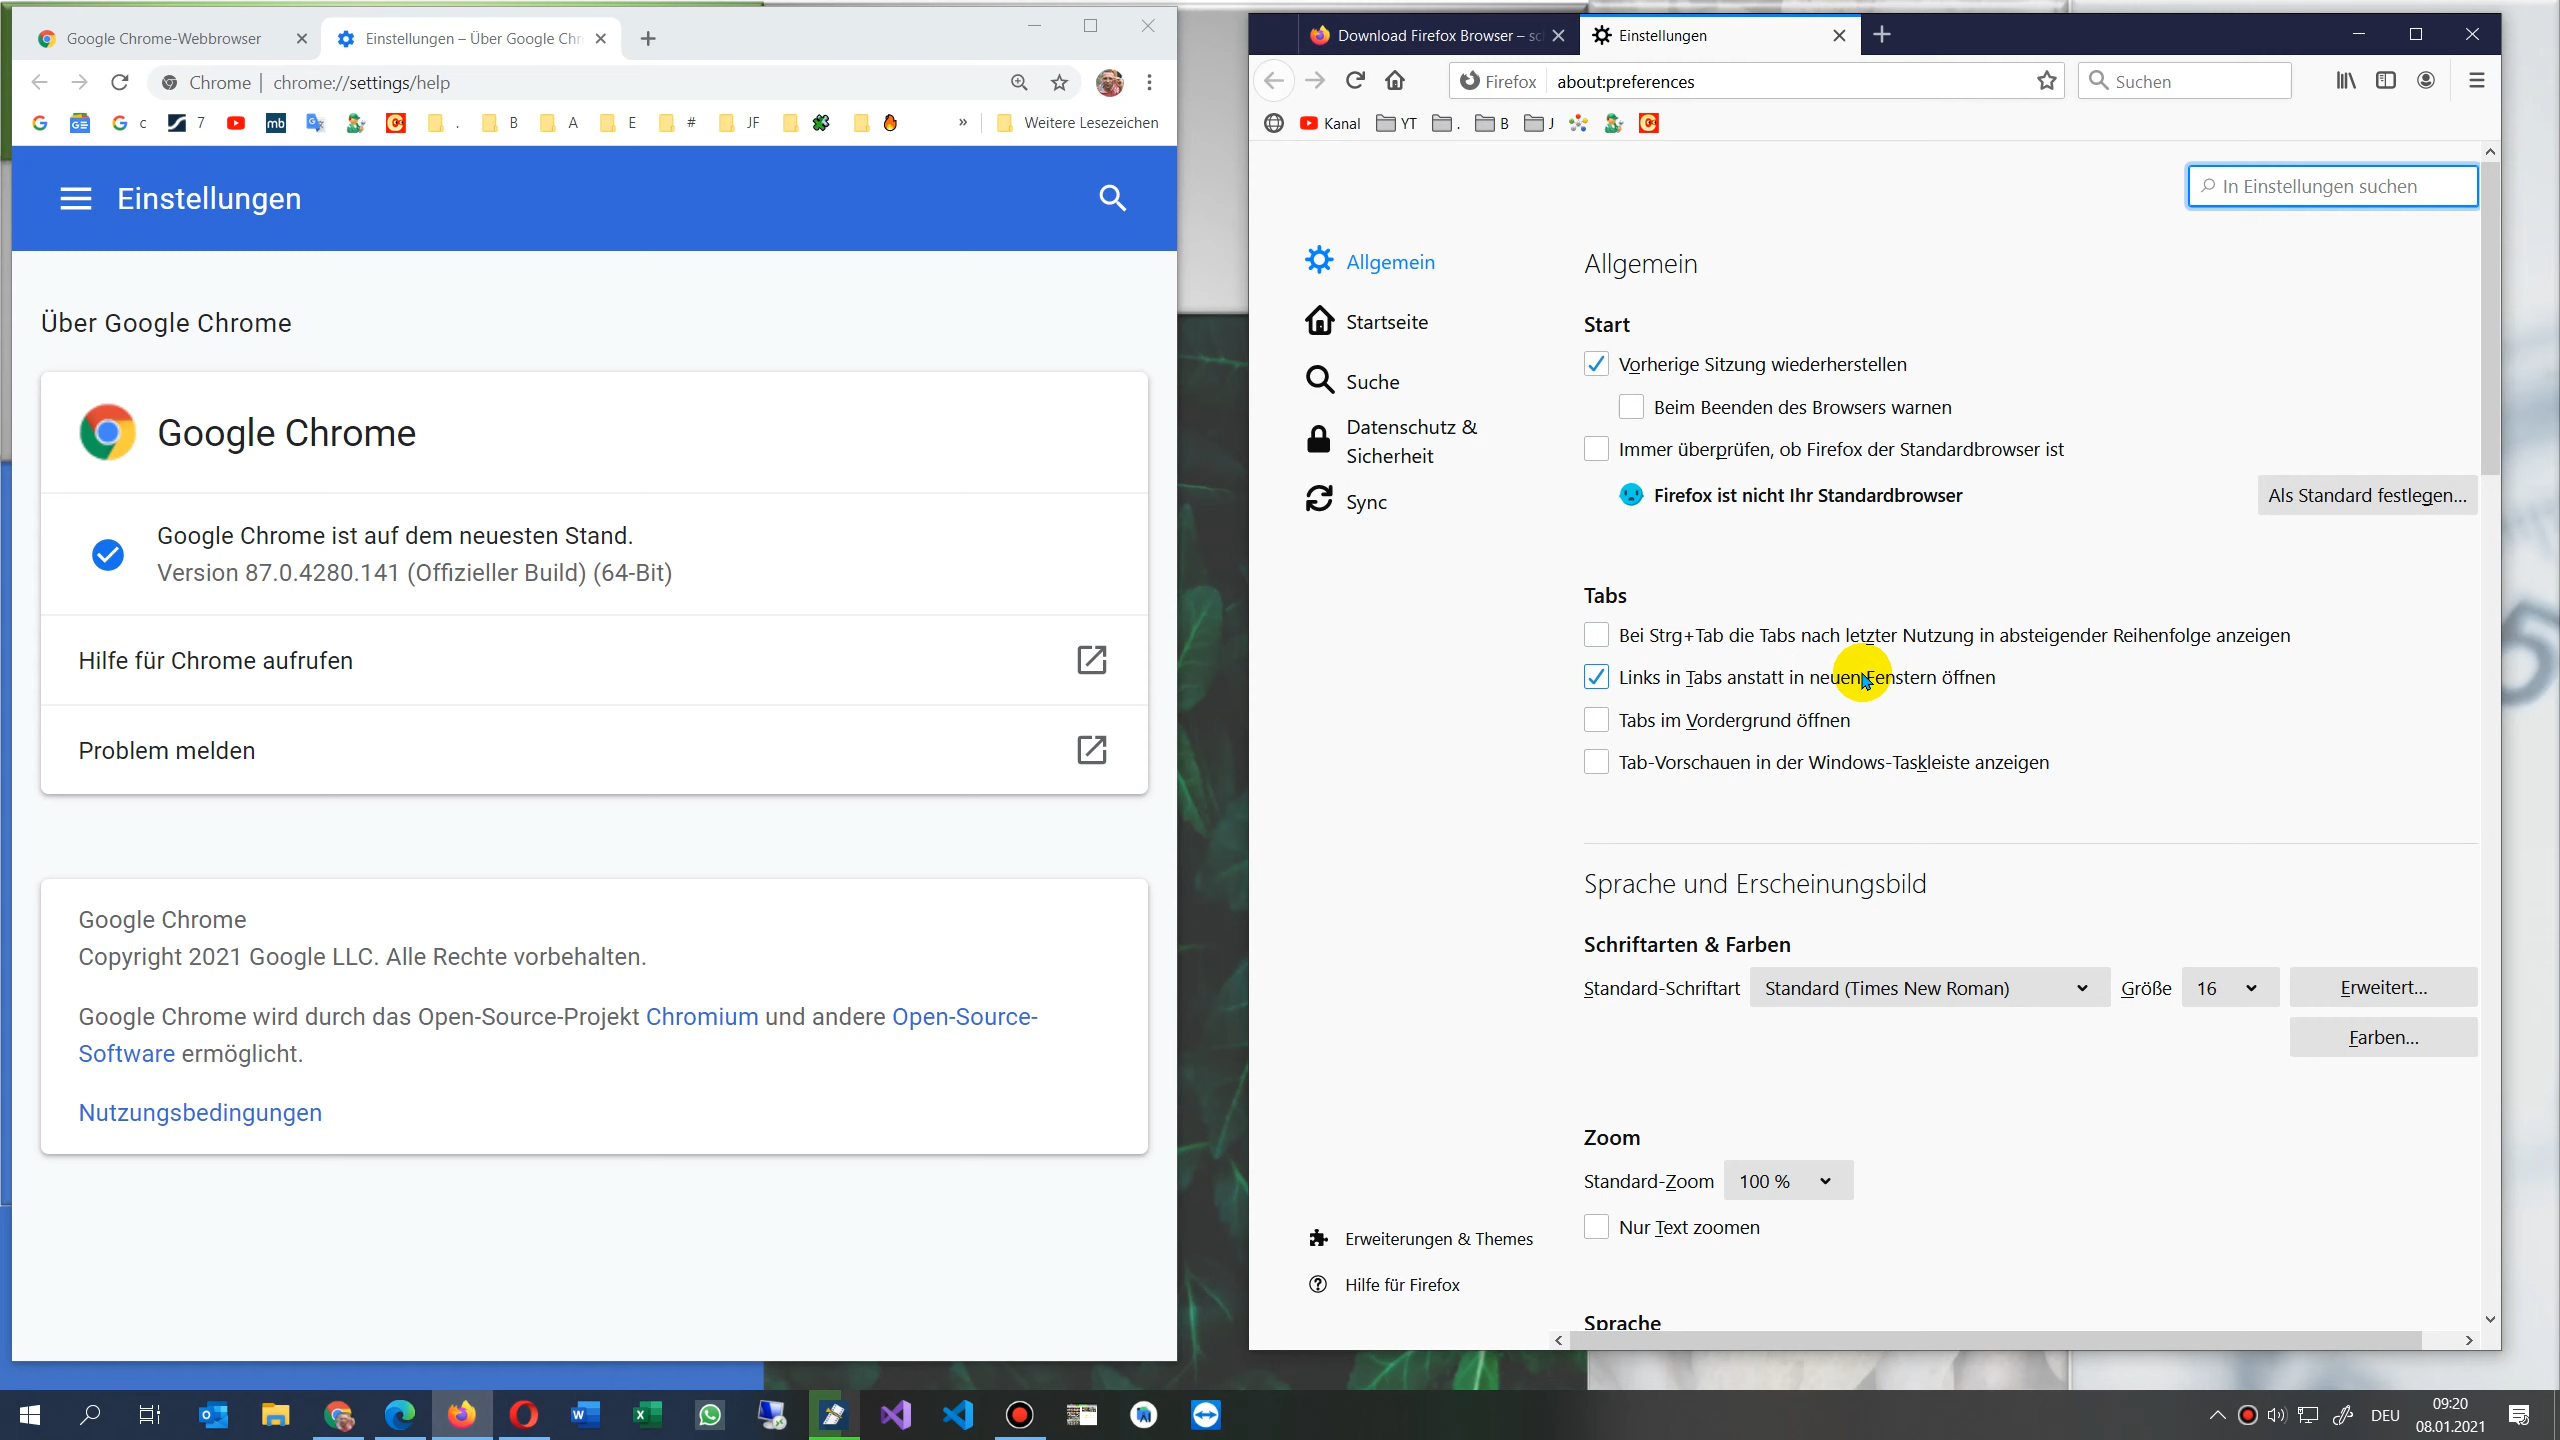 Google Chrome-Webbrowser
Einstellungen – Über Google Chr
Chrome | chrome://settings/help
G
c
7
mb
.
B
A
E
#
JF
»
Weitere Lesezeichen
Einstellungen
Über Google Chrome
Google Chrome
Google Chrome ist auf dem neuesten Stand.
Version 87.0.4280.141 (Offizieller Build) (64-Bit)
Hilfe für Chrome aufrufen
Problem melden
Google Chrome
Copyright 2021 Google LLC. Alle Rechte vorbehalten.
Google Chrome wird durch das Open-Source-Projekt Chromium und andere Open-Source-
Software ermöglicht.
Nutzungsbedingungen
Download Firefox Browser – sc
Einstellungen
Firefox
about:preferences
Suchen
Kanal
YT
.
B
J
In Einstellungen suchen
Allgemein
Startseite
Suche
Datenschutz &
Sicherheit
Sync
Erweiterungen & Themes
Hilfe für Firefox
Allgemein
Start
Vorherige Sitzung wiederherstellen
Beim Beenden des Browsers warnen
Immer überprüfen, ob Firefox der Standardbrowser ist
Firefox ist nicht Ihr Standardbrowser
Als Standard festlegen...
Tabs
Bei Strg+Tab die Tabs nach letzter Nutzung in absteigender Reihenfolge anzeigen
Links in Tabs anstatt in neuen Fenstern öffnen
Tabs im Vordergrund öffnen
Tab-Vorschauen in der Windows-Taskleiste anzeigen
Sprache und Erscheinungsbild
Schriftarten & Farben
Standard-Schriftart
Standard (Times New Roman)
Größe
16
Erweitert...
Farben...
Zoom
Standard-Zoom
100 %
Nur Text zoomen
Sprache
DEU
09:20
08.01.2021